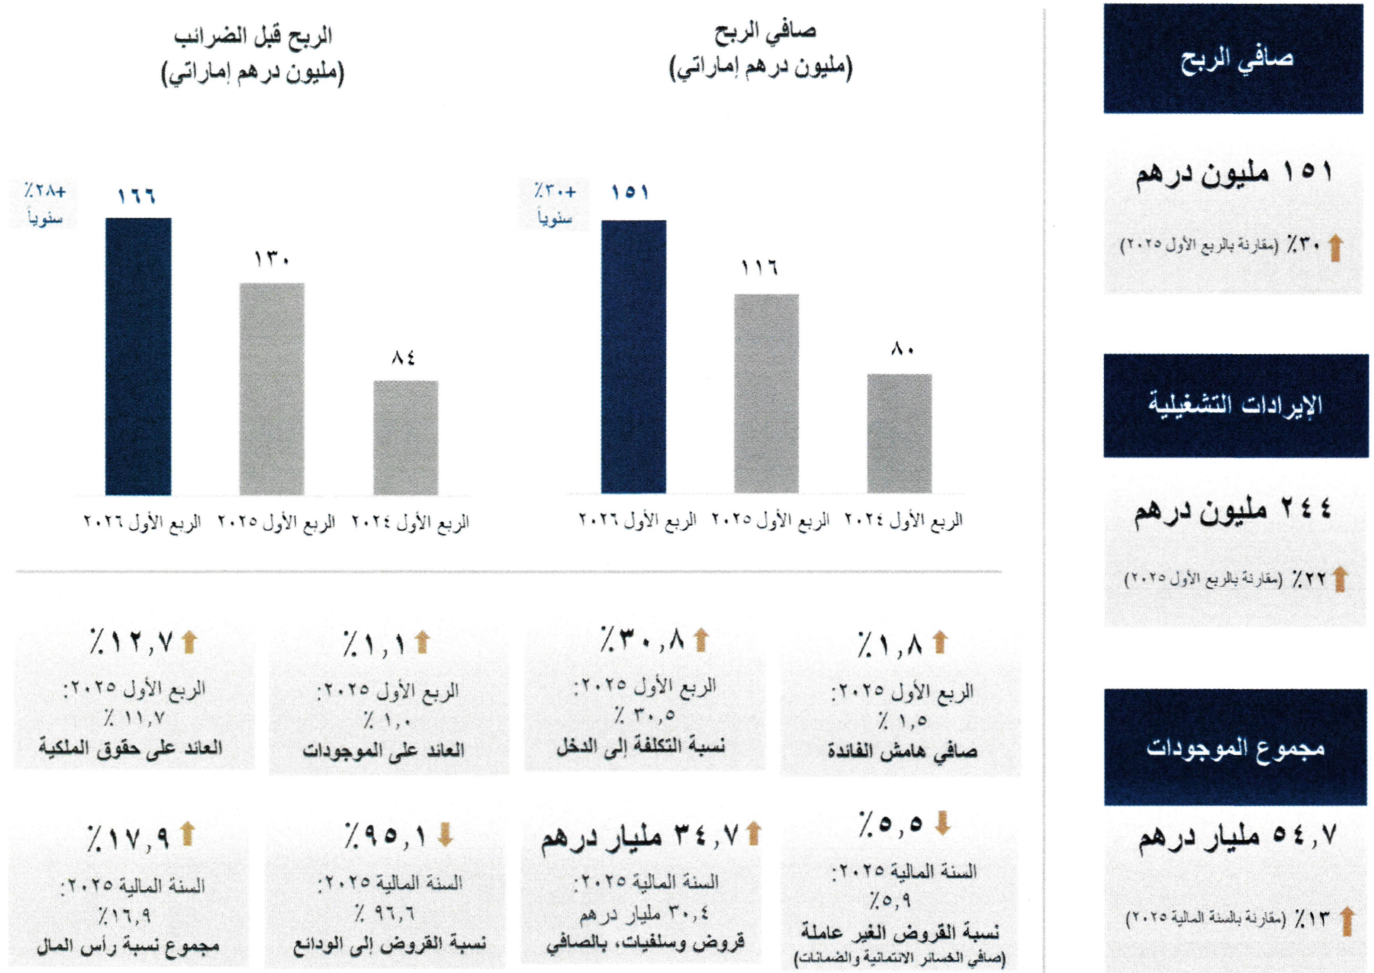 صافي الربح
١٥١ مليون درهم
٣٠٪ (مقارنة بالربع الأول ٢٠٢٥)
الإيرادات التشغيلية
٢٤٤ مليون درهم
٢٢٪ (مقارنة بالربع الأول ٢٠٢٥)
مجموع الموجودات
٥٤,٧ مليار درهم
١٣٪ (مقارنة بالسنة المالية ٢٠٢٥)
صافي الربح
(مليون درهم إماراتي)
٨٠
١١٦
١٥١
+٣٠٪
سنوياً
الربع الأول ٢٠٢٤
الربع الأول ٢٠٢٥
الربع الأول ٢٠٢٦
الربح قبل الضرائب
(مليون درهم إماراتي)
٨٤
١٣٠
١٦٦
+٢٨٪
سنوياً
الربع الأول ٢٠٢٤
الربع الأول ٢٠٢٥
الربع الأول ٢٠٢٦
١,٨٪
الربع الأول ٢٠٢٥:
١,٥ ٪
صافي هامش الفائدة
٣٠,٨٪
الربع الأول ٢٠٢٥:
٣٠,٥ ٪
نسبة التكلفة إلى الدخل
١,١٪
الربع الأول ٢٠٢٥:
١,٠ ٪
العائد على الموجودات
١٢,٧٪
الربع الأول ٢٠٢٥:
١١,٧ ٪
العائد على حقوق الملكية
٥,٥٪
السنة المالية ٢٠٢٥:
٥,٩٪
نسبة القروض الغير عاملة
(صافي الخسائر الائتمانية والضمانات)
٣٤,٧ مليار درهم
السنة المالية ٢٠٢٥:
٣٠,٤ مليار درهم
قروض وسلفيات، بالصافي
٩٥,١٪
السنة المالية ٢٠٢٥:
٩٦,٦ ٪
نسبة القروض إلى الودائع
١٧,٩٪
السنة المالية ٢٠٢٥:
١٦,٩٪
مجموع نسبة رأس المال